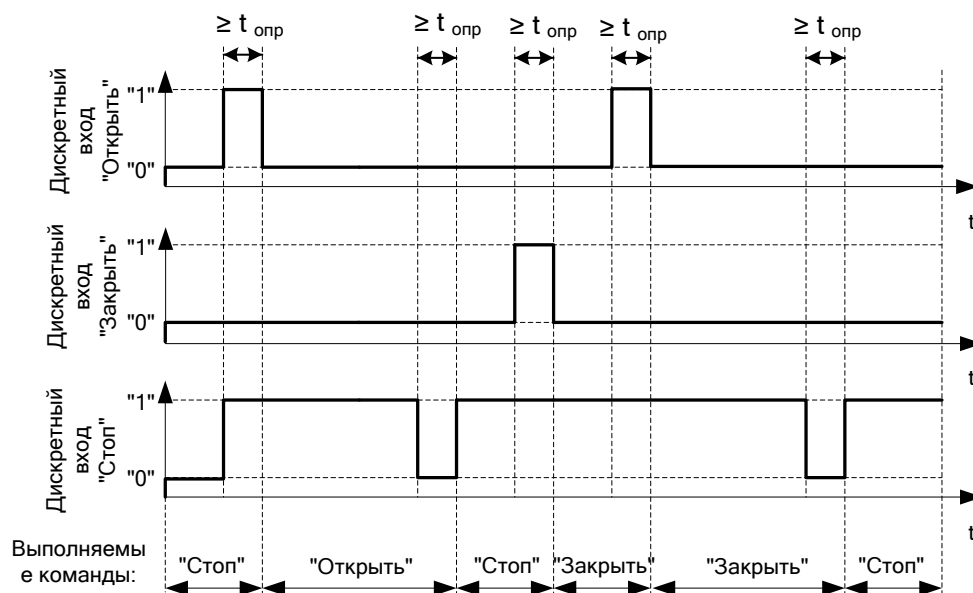 ≥ t опр ≥ t опр ≥ t опр ≥ t опр ≥ t опр
Дискретный
вход
"Открыть"
"1"
"0"
t
Дискретный
вход
"Закрыть"
"1"
"0"
t
Дискретный
вход
"Стоп"
"1"
"0"
t
Выполняемы
е команды:
"Стоп" "Открыть" "Стоп" "Закрыть" "Закрыть" "Стоп"